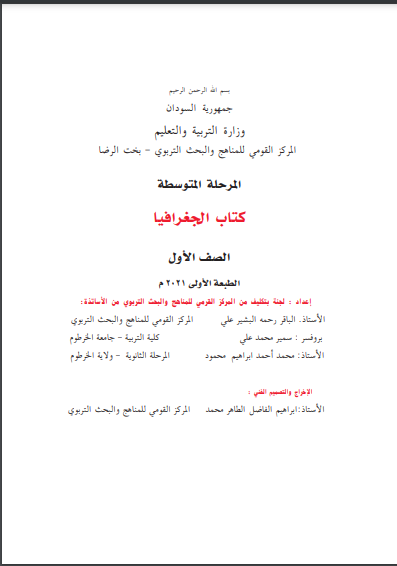 بسم الله الرحمن الرحيم
جمهورية السودان
وزارة التربية والتعليم
المركز القومي للمناهج والبحث التربوي – بخت الرضا
المرحلة المتوسطة
كتاب الجغرافيا
الصف الأول
الطبعة الأولى ٢٠٢١ م
إعداد : لجنة بتكليف من المركز القومي للمناهج والبحث التربوي من الأساتذة:
الأستاذ. الباقر رحمه البشير علي المركز القومي للمناهج والبحث التربوي
بروفسر : سمير محمد علي كلية التربية – جامعة الخرطوم
الأستاذ: محمد أحمد ابراهيم محمود المرحلة الثانوية – ولاية الخرطوم
الإخراج والتصميم الفني :
الأستاذ:ابراهيم الفاضل الطاهر محمد المركز القومي للمناهج والبحث التربوي